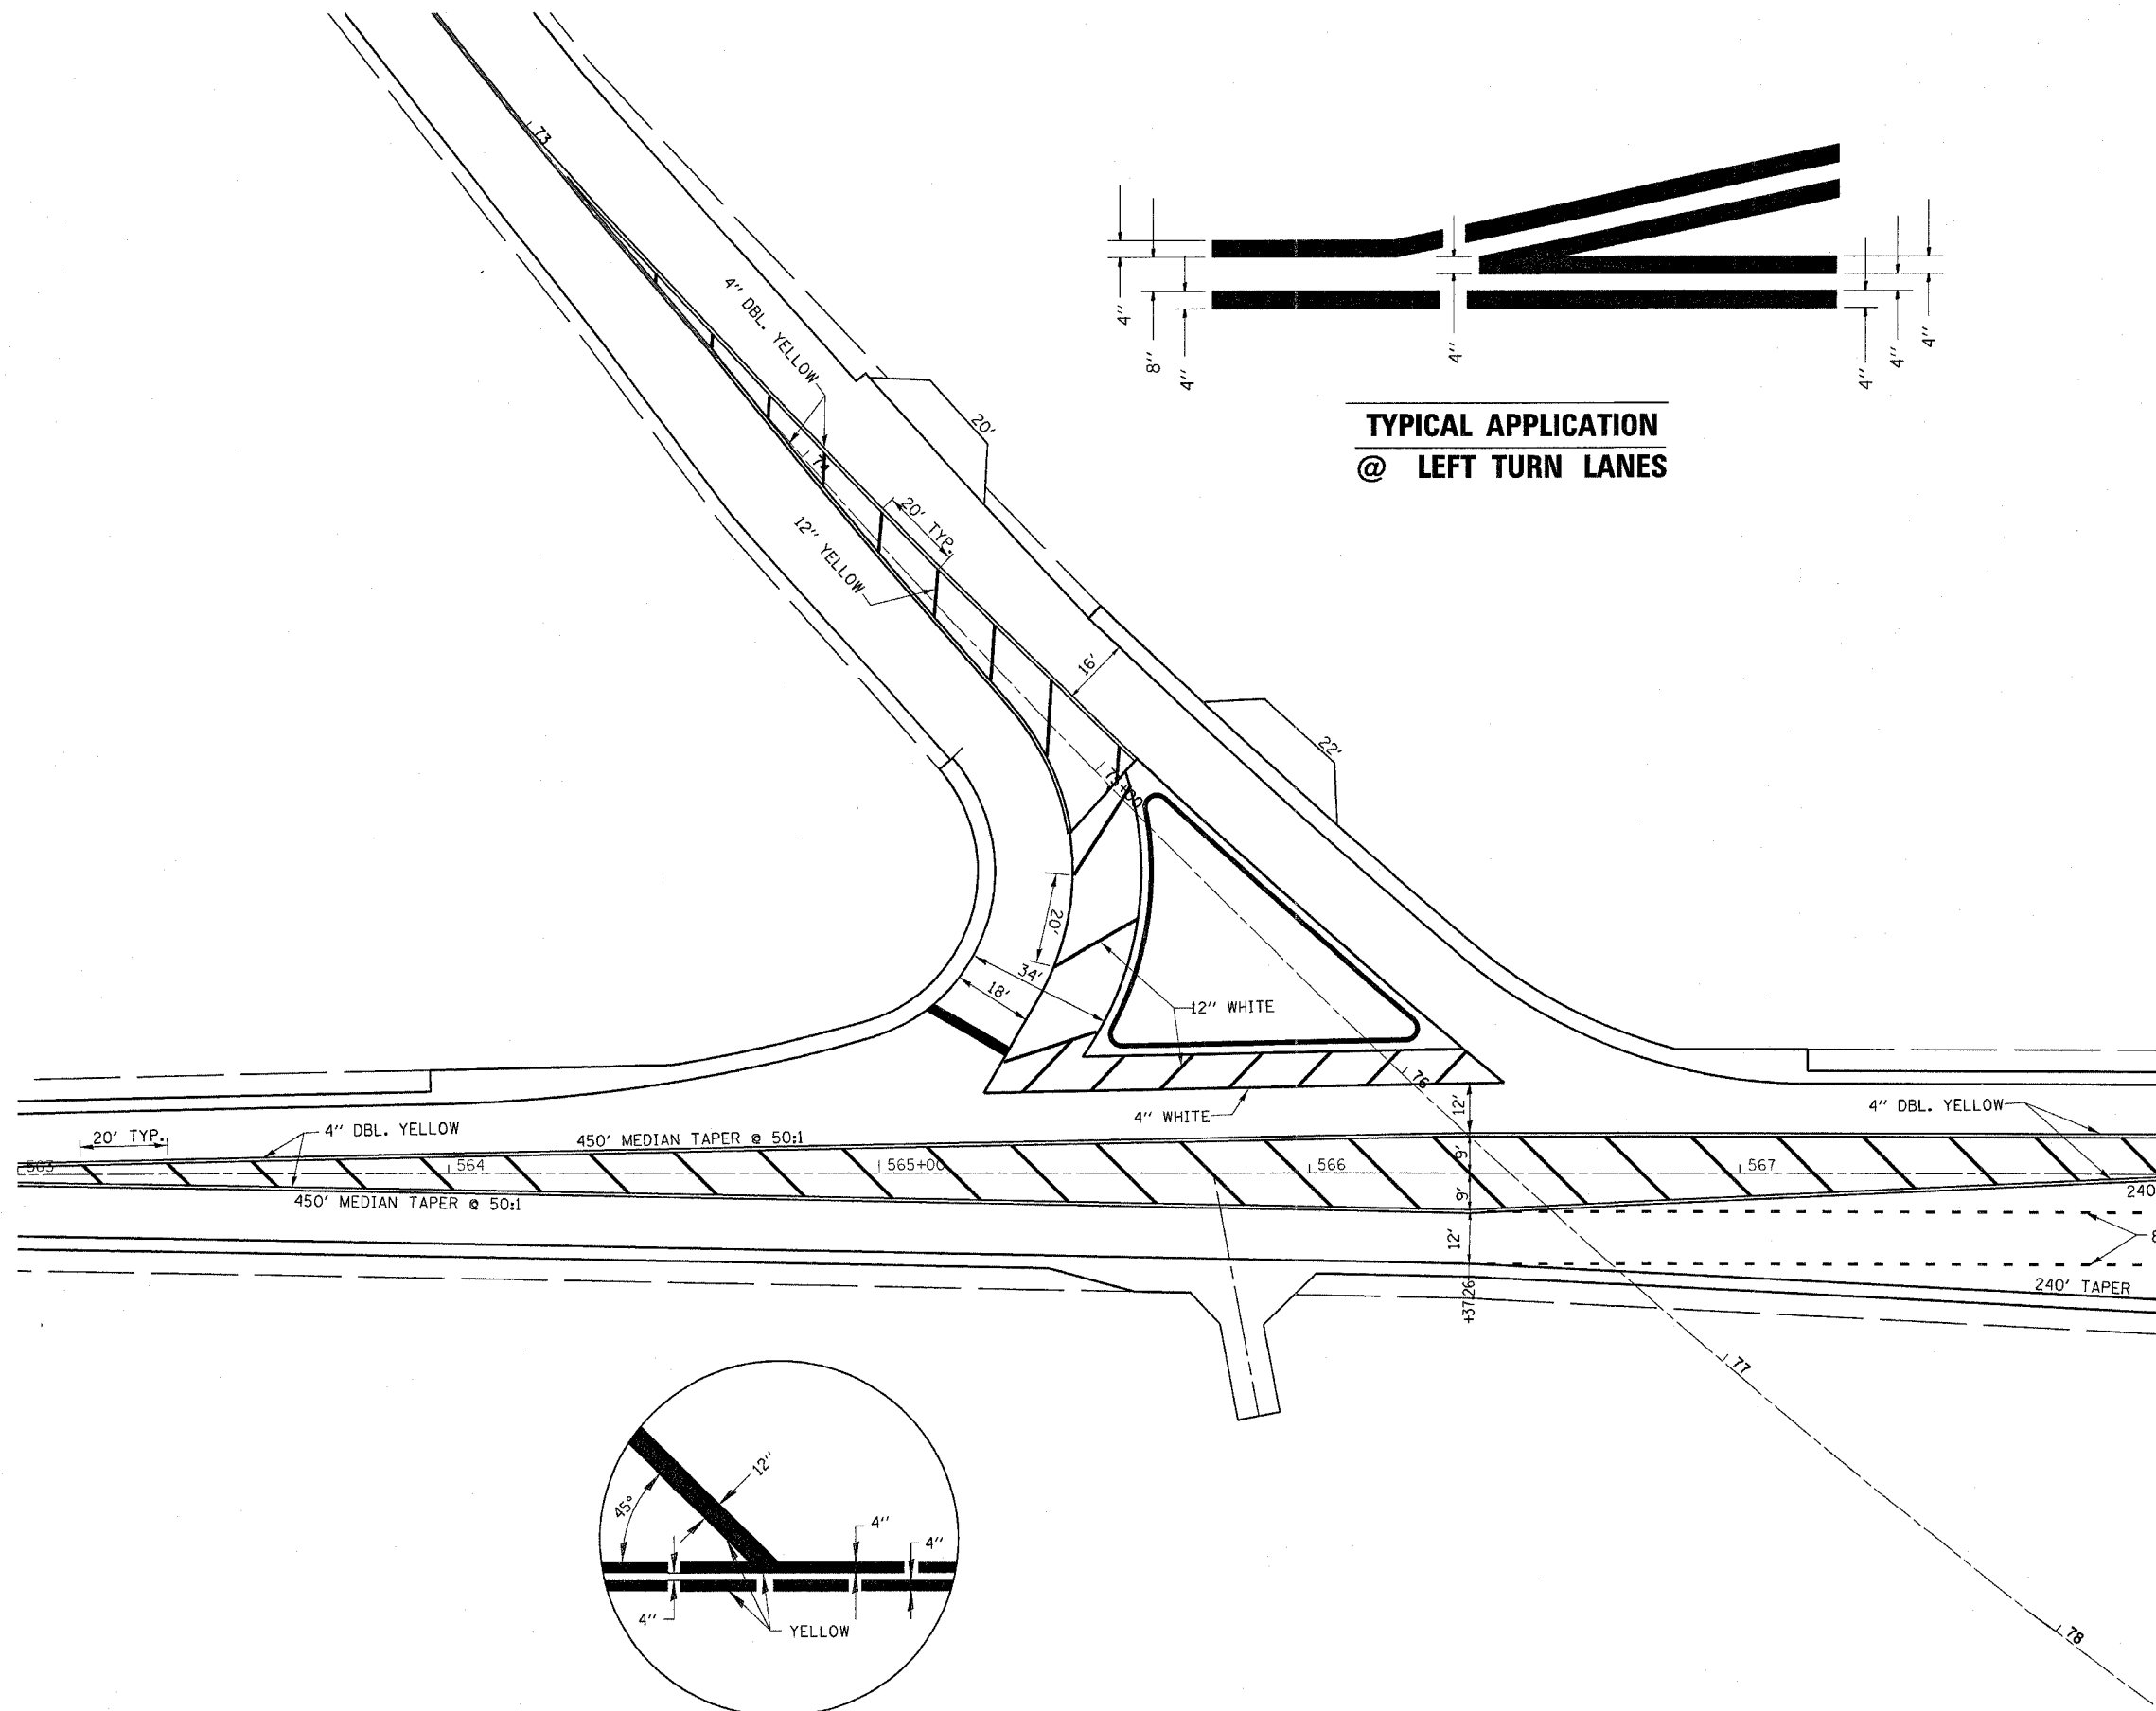 73
4" DBL. YELLOW
74
20'
12" YELLOW
20' TYP.
16'
22'
75+00
20'
34'
18'
12" WHITE
76
4" WHITE
4"
8"
4"
4"
4"
4"
4"
TYPICAL APPLICATION
@ LEFT TURN LANES
20' TYP.
4" DBL. YELLOW
450' MEDIAN TAPER @ 50:1
12'
4" DBL. YELLOW
563
564
565+00
566
9'
567
450' MEDIAN TAPER @ 50:1
9'
240
12'
8
+37.26
240' TAPER
77
78
12"
45°
4"
4"
4"
YELLOW